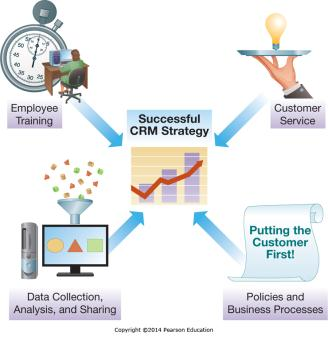 Employee
Training
Successful
CRM Strategy
Customer
Service
Putting the
Customer
First!
Data Collection,
Analysis, and Sharing
Policies and
Business Processes
Copyright ©2014 Pearson Education